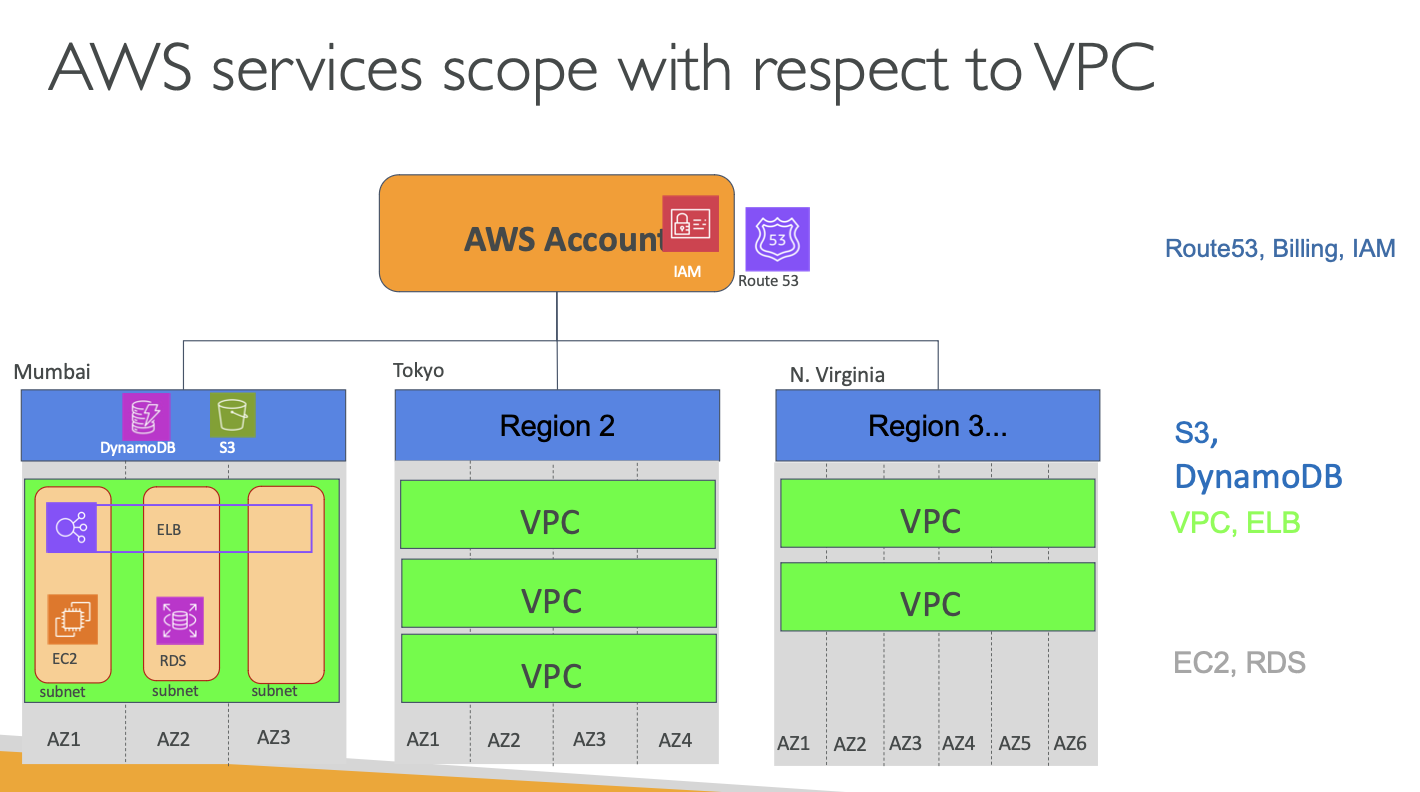 AWS services scope with respect to VPC
AWS Account
IAM
53
Route 53
Route53, Billing, IAM
Mumbai
Tokyo
N. Virginia
DynamoDB
S3
Region 2
Region 3...
S3,
DynamoDB
VPC, ELB
ELB
EC2
RDS
subnet
subnet
subnet
AZ1
AZ2
AZ3
VPC
VPC
VPC
AZ1
AZ2
AZ3
AZ4
VPC
VPC
AZ1
AZ2
AZ3
AZ4
AZ5
AZ6
EC2, RDS